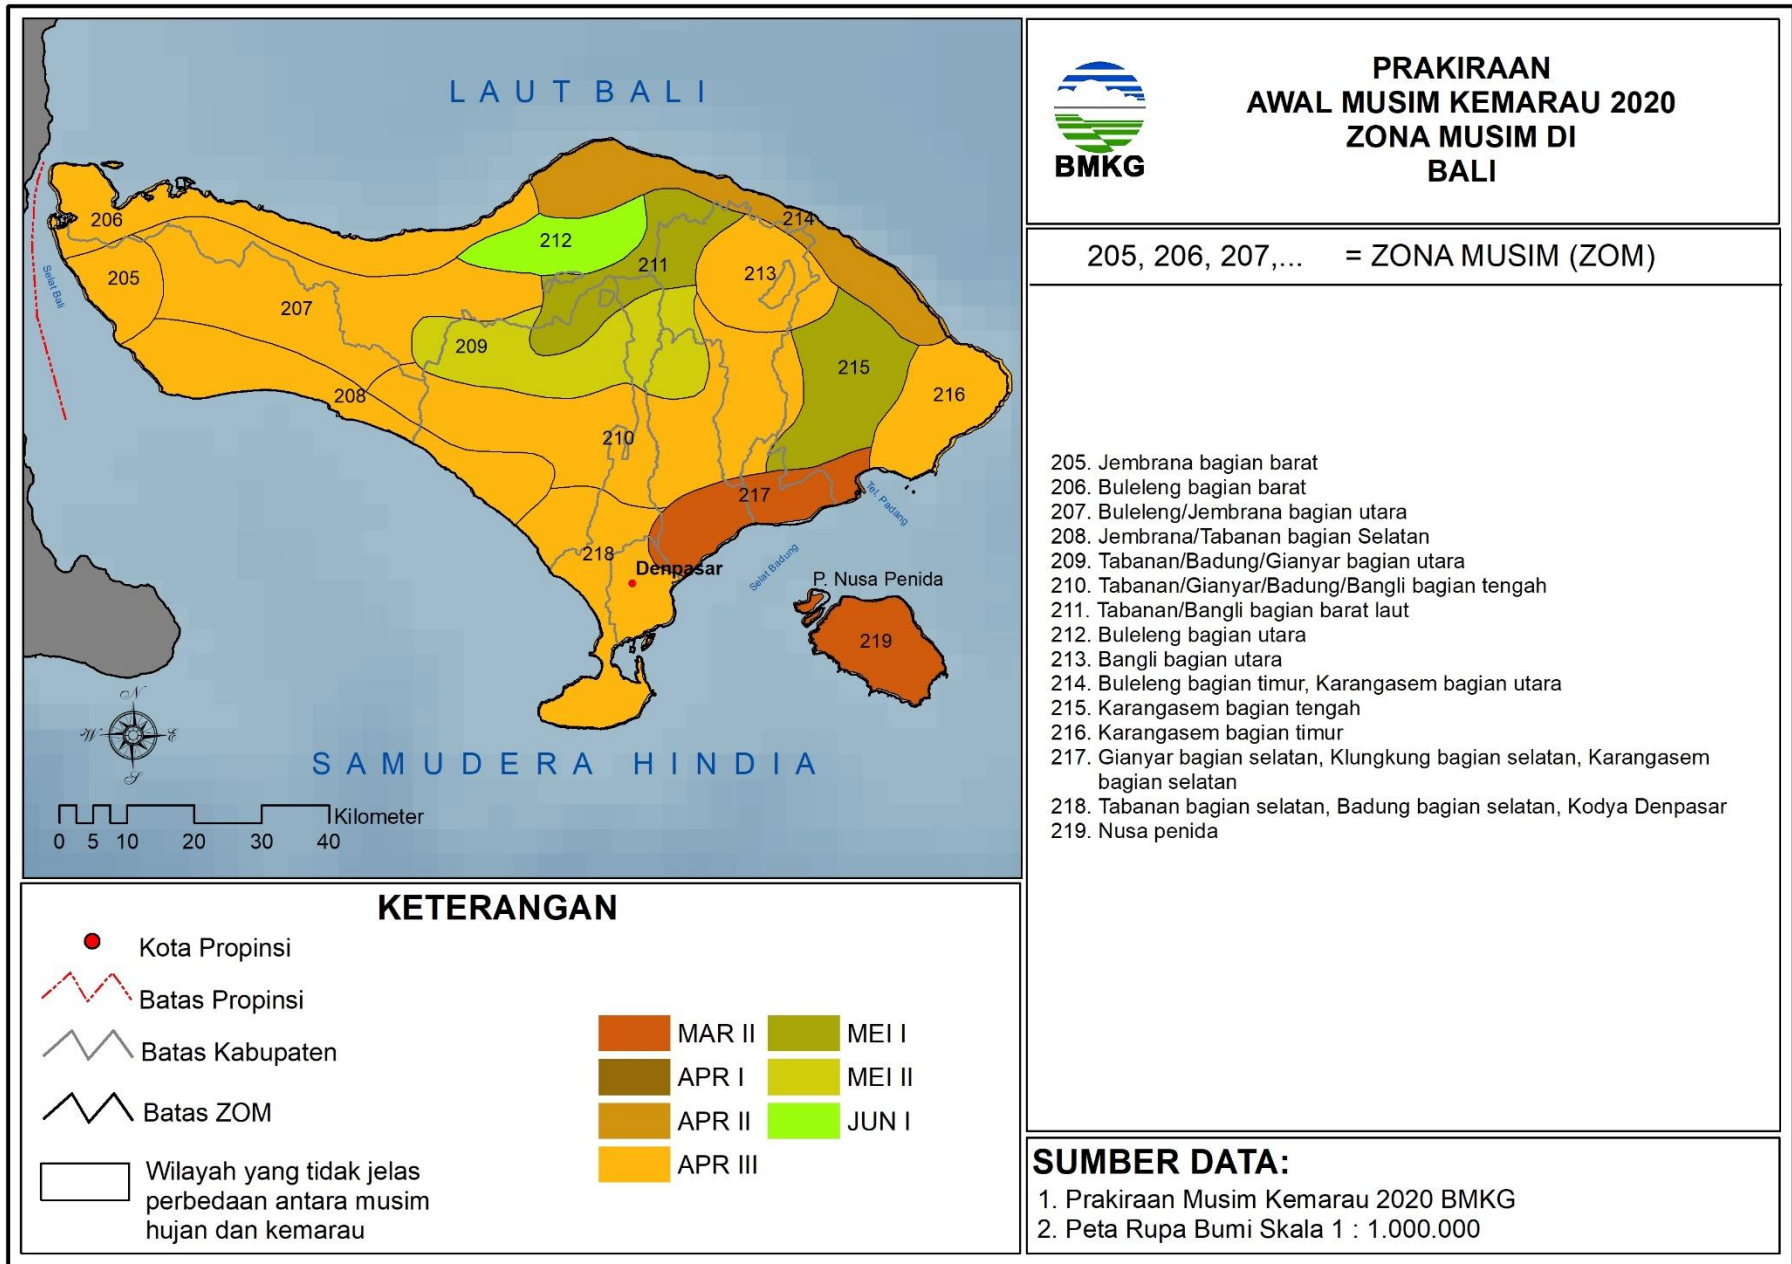 LAUT BALI
206
205
207
208
212
211
209
210
213
214
215
216
217
218
219
Selat Bali
Denpasar
Tel. Padang
Selat Badung
P. Nusa Penida
SAMUDERA HINDIA
N
W
E
S
Kilometer
0 5 10 20 30 40
BMKG
PRAKIRAAN
AWAL MUSIM KEMARAU 2020
ZONA MUSIM DI
BALI
205, 206, 207,... = ZONA MUSIM (ZOM)
205. Jembrana bagian barat
206. Buleleng bagian barat
207. Buleleng/Jembrana bagian utara
208. Jembrana/Tabanan bagian Selatan
209. Tabanan/Badung/Gianyar bagian utara
210. Tabanan/Gianyar/Badung/Bangli bagian tengah
211. Tabanan/Bangli bagian barat laut
212. Buleleng bagian utara
213. Bangli bagian utara
214. Buleleng bagian timur, Karangasem bagian utara
215. Karangasem bagian tengah
216. Karangasem bagian timur
217. Gianyar bagian selatan, Klungkung bagian selatan, Karangasem
bagian selatan
218. Tabanan bagian selatan, Badung bagian selatan, Kodya Denpasar
219. Nusa penida
KETERANGAN
Kota Propinsi
Batas Propinsi
Batas Kabupaten
Batas ZOM
Wilayah yang tidak jelas
perbedaan antara musim
hujan dan kemarau
MAR II
APR I
APR II
APR III
MEI I
MEI II
JUN I
SUMBER DATA:
1. Prakiraan Musim Kemarau 2020 BMKG
2. Peta Rupa Bumi Skala 1 : 1.000.000